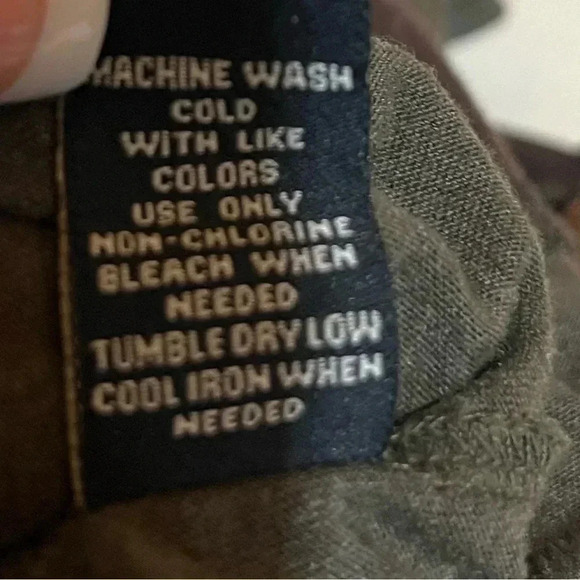 MACHINE WASH
COLD
WITH LIKE
COLORS
USE ONLY
NON-CHLORINE
BLEACH WHEN
NEEDED
TUMBLE DRY LOW
COOL IRON WHEN
NEEDED